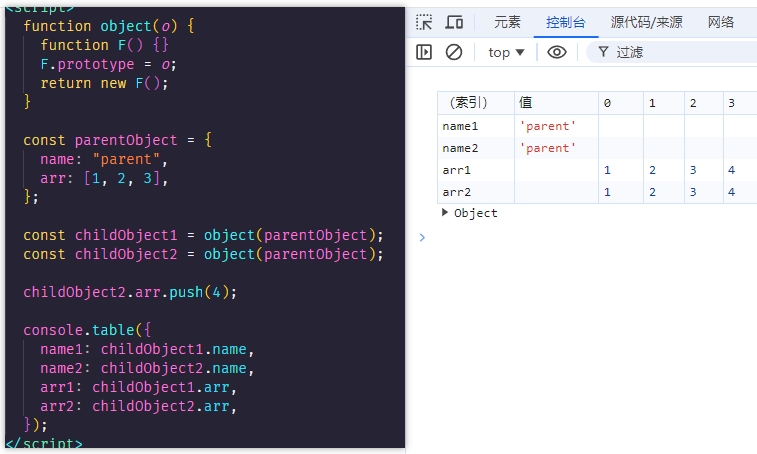 <script>
function object(o) {
function F() {}
F.prototype = o;
return new F();
}
const parentObject = {
name: "parent",
arr: [1, 2, 3],
};
const childObject1 = object(parentObject);
const childObject2 = object(parentObject);
childObject2.arr.push(4);
console.table({
name1: childObject1.name,
name2: childObject2.name,
arr1: childObject1.arr,
arr2: childObject2.arr,
});
</script>
元素 控制台 源代码/来源 网络
top 过滤
(索引) 值 0 1 2 3
name1 'parent'
name2 'parent'
arr1 1 2 3 4
arr2 1 2 3 4
Object